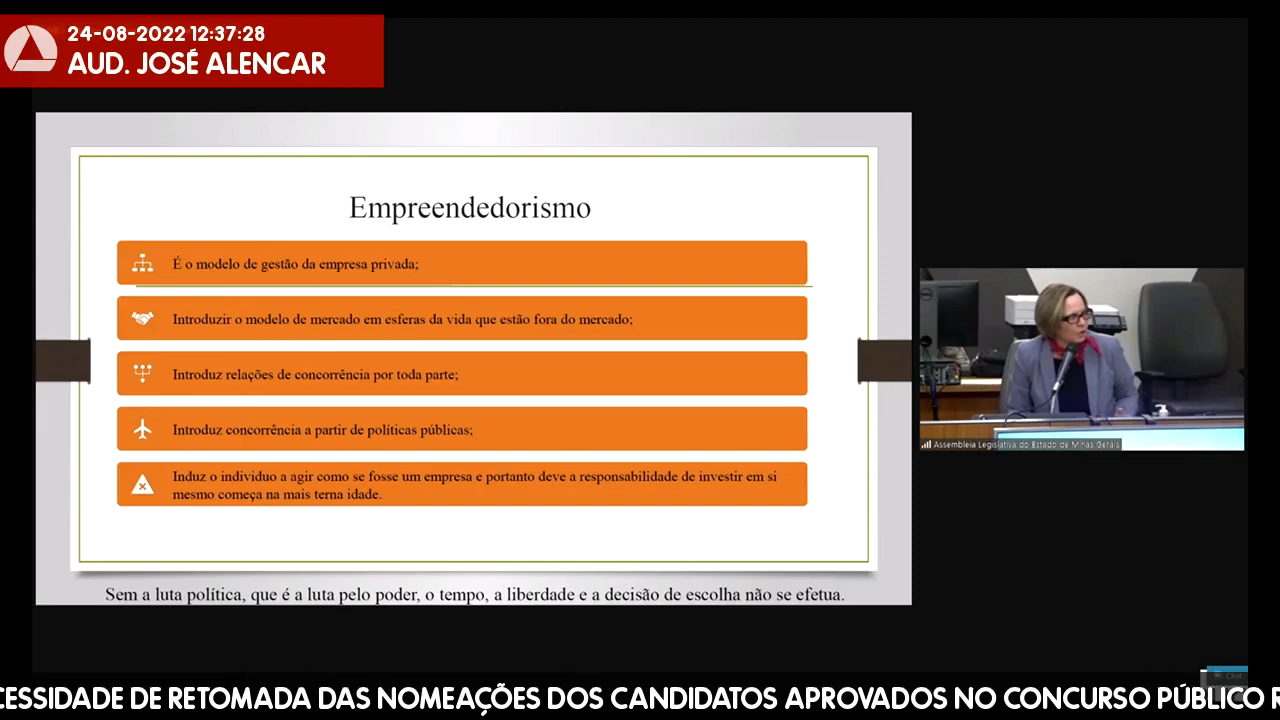 24-08-2022 12:37:28
AUD. JOSÉ ALENCAR
Empreendedorismo
É o modelo de gestão da empresa privada;
Introduzir o modelo de mercado em esferas da vida que estão fora do mercado;
Introduz relações de concorrência por toda parte;
Introduz concorrência a partir de políticas públicas;
Induz o individuo a agir como se fosse um empresa e portanto deve a responsabilidade de investir em si
mesmo começa na mais terna idade.
Sem a luta política, que é a luta pelo poder, o tempo, a liberdade e a decisão de escolha não se efetua.
DELL
Assembleia Legislativa do Estado de Minas Gerais
Chat
CESSIDADE DE RETOMADA DAS NOMEAÇÕES DOS CANDIDATOS APROVADOS NO CONCURSO PÚBLICO